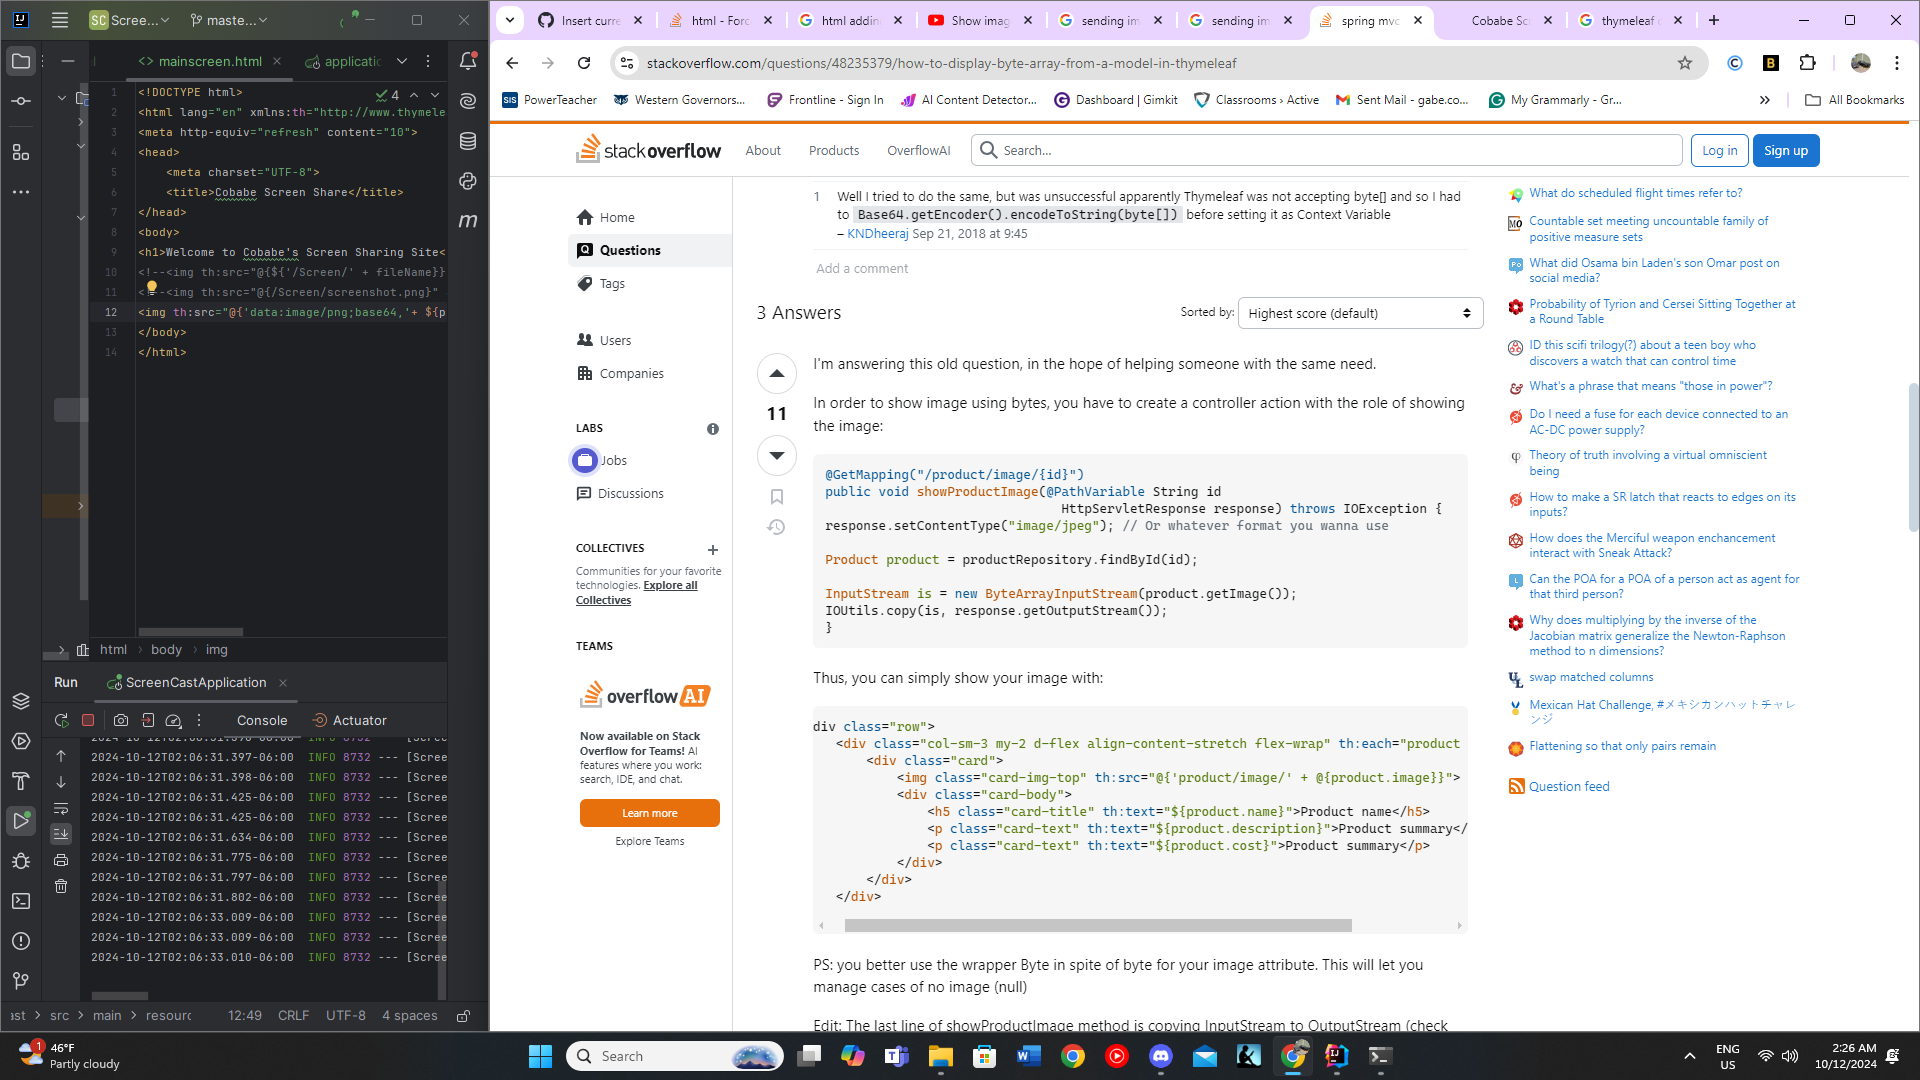 SC Scree...
maste...
mainscreen.html
applicatic
1 <!DOCTYPE html>
4
2 <html lang="en" xmlns:th="http://www.thymele
3 <meta http-equiv="refresh" content="10">
4 <head>
5 <meta charset="UTF-8">
6 <title>Cobabe Screen Share</title>
7 </head>
8 <body>
9 <h1>Welcome to Cobabe's Screen Sharing Site<
10 <!--<img th:src="@{${'/Screen/' + fileName}}
11 <!--<img th:src="@{/Screen/screenshot.png}"
12 <img th:src="@{'data:image/png;base64,'+ ${p
13 </body>
14 </html>
html > body > img
Run ScreenCastApplication
Console Actuator
2024-10-12T02:06:31.397-06:00 INFO 8732 --- [Scree
2024-10-12T02:06:31.398-06:00 INFO 8732 --- [Scree
2024-10-12T02:06:31.425-06:00 INFO 8732 --- [Scree
2024-10-12T02:06:31.425-06:00 INFO 8732 --- [Scree
2024-10-12T02:06:31.634-06:00 INFO 8732 --- [Scree
2024-10-12T02:06:31.775-06:00 INFO 8732 --- [Scree
2024-10-12T02:06:31.797-06:00 INFO 8732 --- [Scree
2024-10-12T02:06:31.802-06:00 INFO 8732 --- [Scree
2024-10-12T02:06:33.009-06:00 INFO 8732 --- [Scree
2024-10-12T02:06:33.009-06:00 INFO 8732 --- [Scree
2024-10-12T02:06:33.010-06:00 INFO 8732 --- [Scree
ast > src > main > resourc 12:49 CRLF UTF-8 4 spaces
Insert curre
html - Forc
html addin
Show imag
sending im
sending im
spring mvc
Cobabe Sc
thymeleaf c
stackoverflow.com/questions/48235379/how-to-display-byte-array-from-a-model-in-thymeleaf
PowerTeacher
Western Governors...
Frontline - Sign In
AI Content Detector...
Dashboard | Gimkit
Classrooms › Active
Sent Mail - gabe.co...
My Grammarly - Gr...
All Bookmarks
stackoverflow
About
Products
OverflowAI
Search...
Log in
Sign up
Home
Questions
Tags
Users
Companies
LABS
Jobs
Discussions
COLLECTIVES
Communities for your favorite
technologies. Explore all
Collectives
TEAMS
overflow AI
Now available on Stack
Overflow for Teams! AI
features where you work:
search, IDE, and chat.
Learn more
Explore Teams
1 Well I tried to do the same, but was unsuccessful apparently Thymeleaf was not accepting byte[] and so I had
to Base64.getEncoder().encodeToString(byte[]) before setting it as Context Variable
– KNDheeraj Sep 21, 2018 at 9:45
Add a comment
3 Answers
Sorted by: Highest score (default)
11
I'm answering this old question, in the hope of helping someone with the same need.
In order to show image using bytes, you have to create a controller action with the role of showing
the image:
@GetMapping("/product/image/{id}")
public void showProductImage(@PathVariable String id
HttpServletResponse response) throws IOException {
response.setContentType("image/jpeg"); // Or whatever format you wanna use
Product product = productRepository.findById(id);
InputStream is = new ByteArrayInputStream(product.getImage());
IOUtils.copy(is, response.getOutputStream());
}
Thus, you can simply show your image with:
div class="row">
<div class="col-sm-3 my-2 d-flex align-content-stretch flex-wrap" th:each="product
<div class="card">
<img class="card-img-top" th:src="@{'product/image/' + @{product.image}}">
<div class="card-body">
<h5 class="card-title" th:text="${product.name}">Product name</h5>
<p class="card-text" th:text="${product.description}">Product summary</
<p class="card-text" th:text="${product.cost}">Product summary</p>
</div>
</div>
</div>
PS: you better use the wrapper Byte in spite of byte for your image attribute. This will let you
manage cases of no image (null)
Edit: The last line of showProductImage method is copying InputStream to OutputStream (check
What do scheduled flight times refer to?
Countable set meeting uncountable family of
positive measure sets
What did Osama bin Laden's son Omar post on
social media?
Probability of Tyrion and Cersei Sitting Together at
a Round Table
ID this scifi trilogy(?) about a teen boy who
discovers a watch that can control time
What's a phrase that means "those in power"?
Do I need a fuse for each device connected to an
AC-DC power supply?
Theory of truth involving a virtual omniscient
being
How to make a SR latch that reacts to edges on its
inputs?
How does the Merciful weapon enchancement
interact with Sneak Attack?
Can the POA for a POA of a person act as agent for
that third person?
Why does multiplying by the inverse of the
Jacobian matrix generalize the Newton-Raphson
method to n dimensions?
swap matched columns
Mexican Hat Challenge, #メキシカンハットチャレ
ンジ
Flattening so that only pairs remain
Question feed
1
46°F
Partly cloudy
Search
ENG
US
2:26 AM
10/12/2024